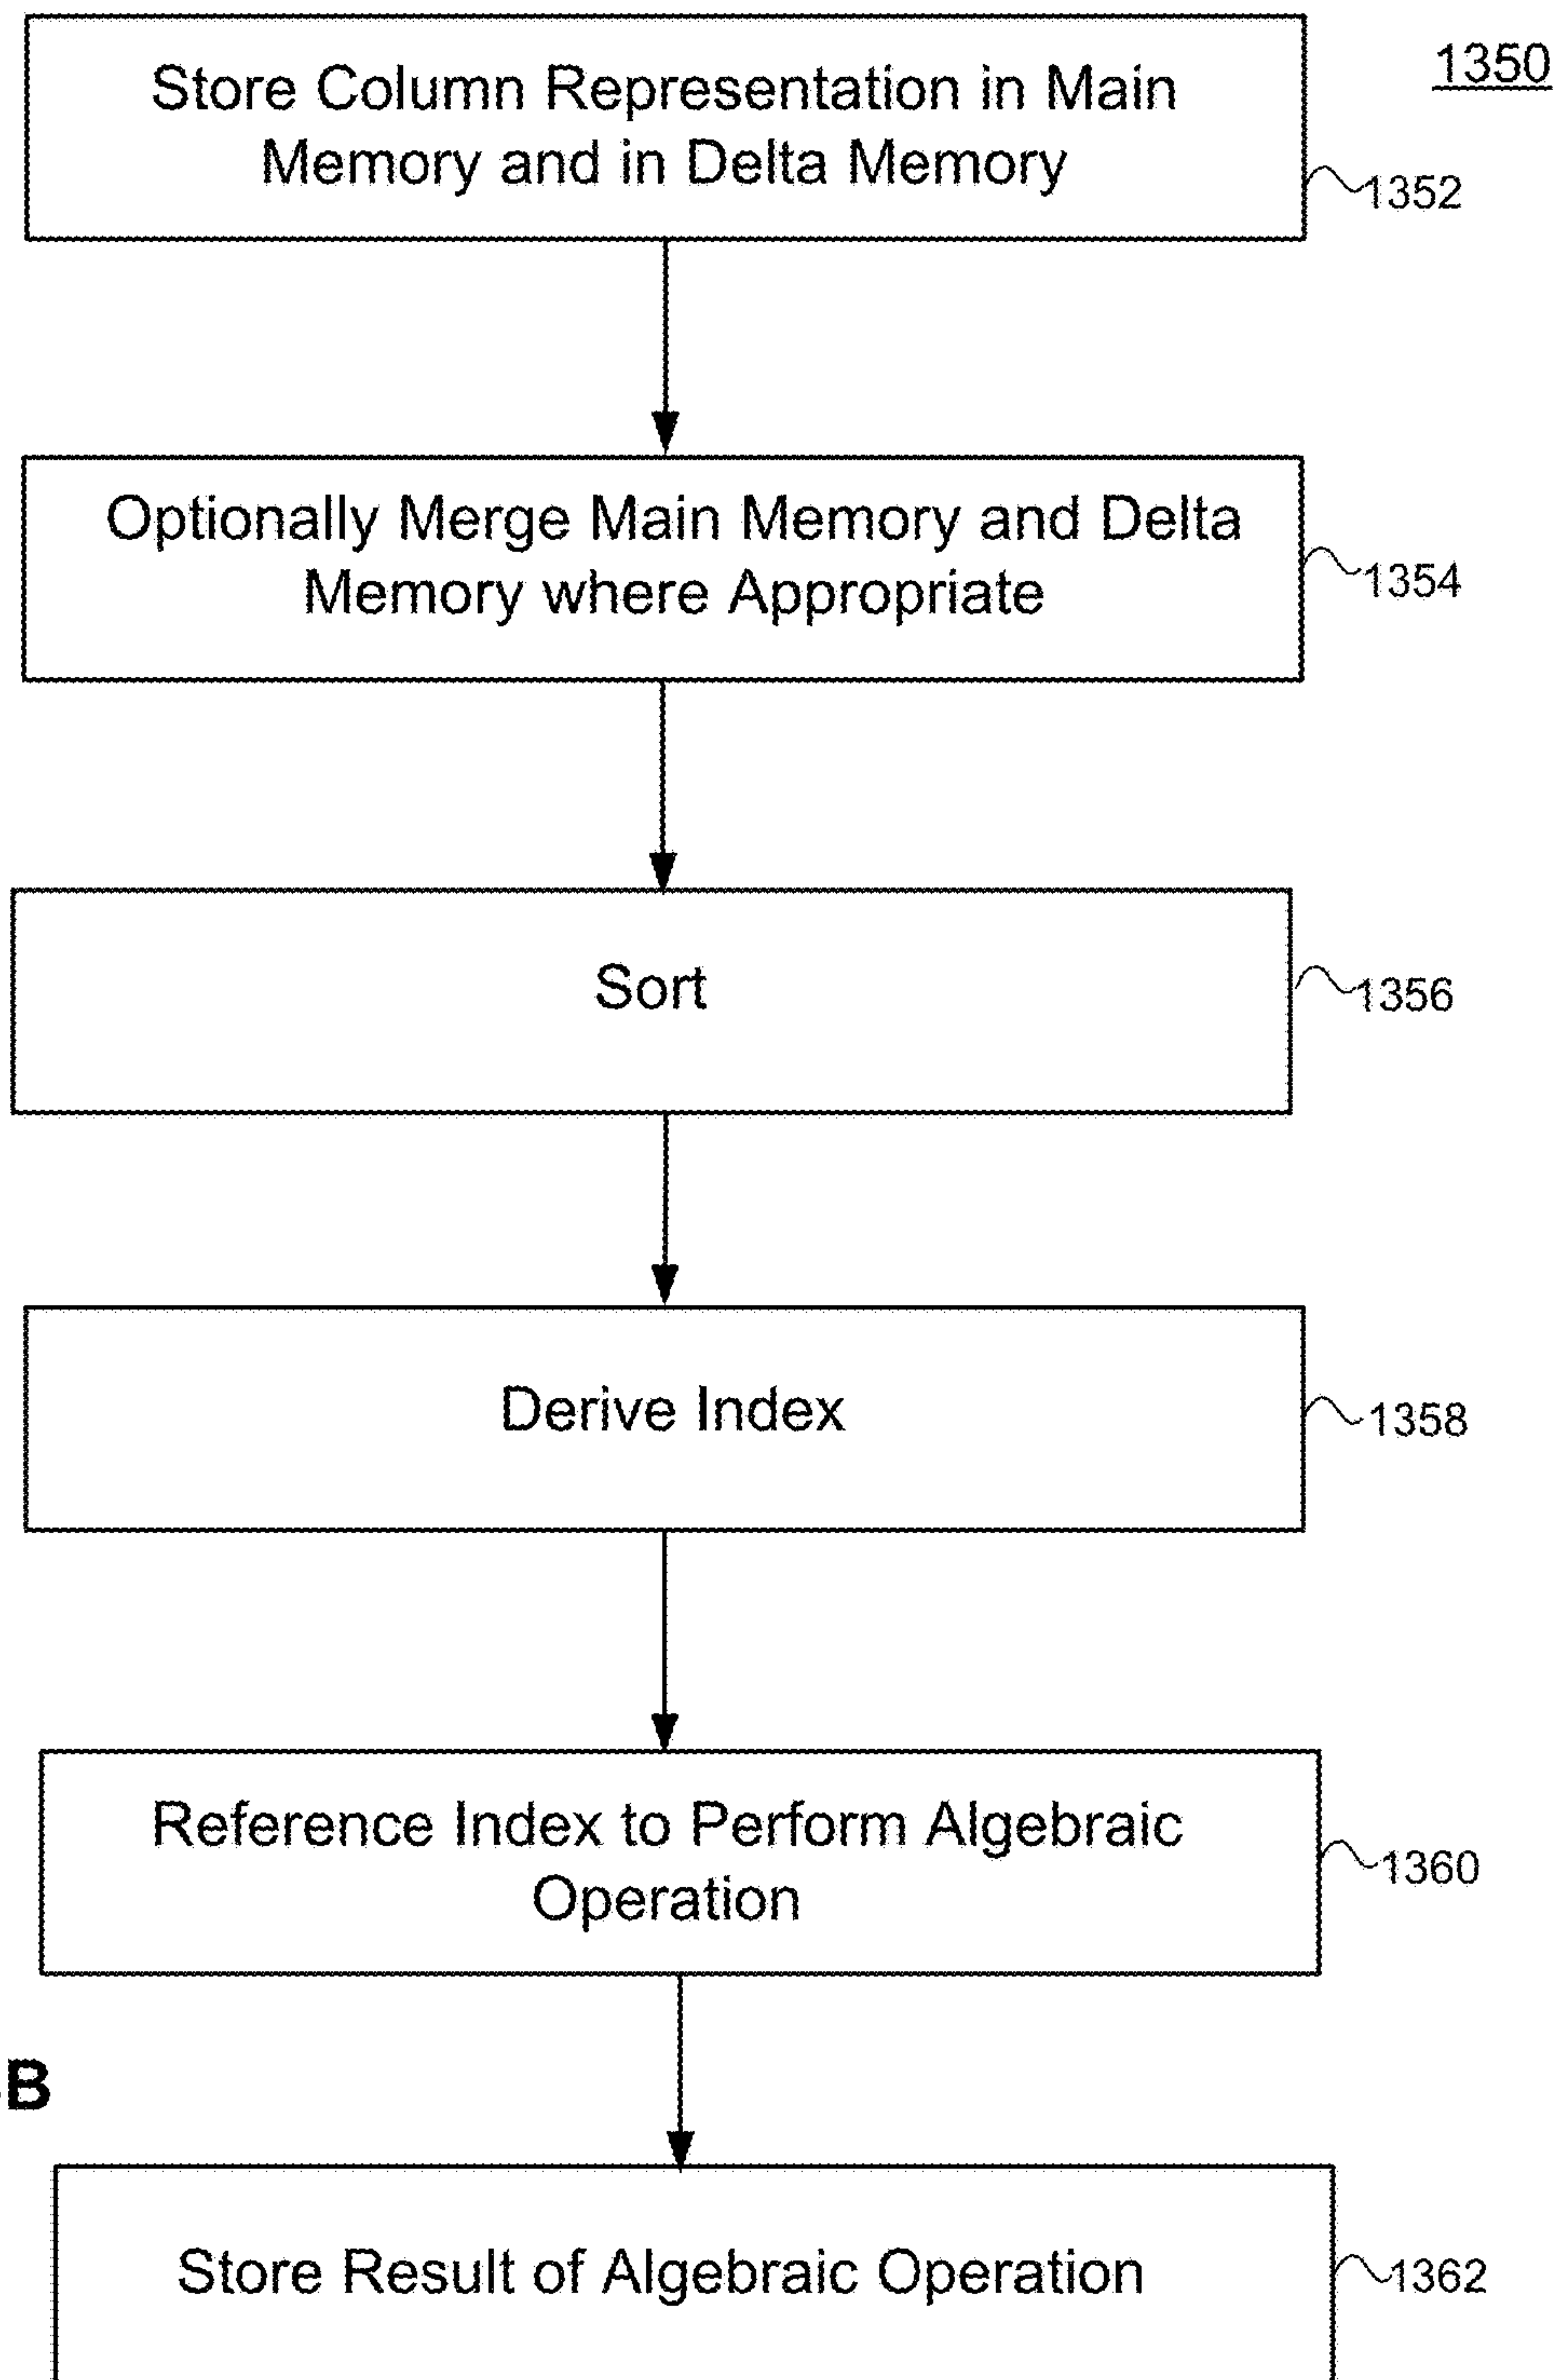 1350
Store Column Representation in Main
Memory and in Delta Memory
1352
Optionally Merge Main Memory and Delta
Memory where Appropriate
1354
Sort
1356
Derive Index
1358
Reference Index to Perform Algebraic
Operation
1360
B
Store Result of Algebraic Operation
1362